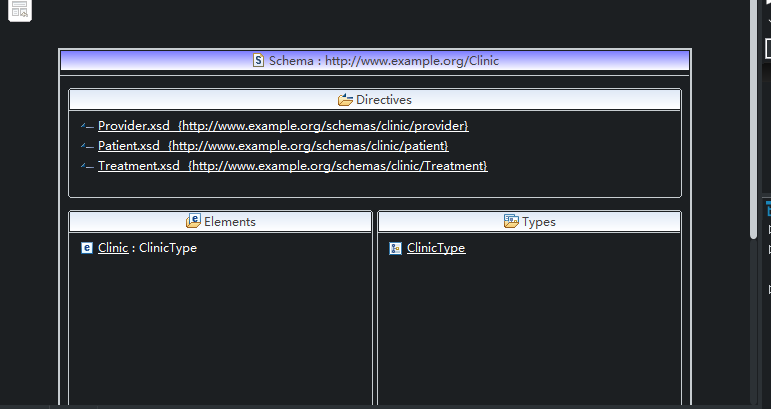 Schema : http://www.example.org/Clinic
Directives
Provider.xsd {http://www.example.org/schemas/clinic/provider}
Patient.xsd {http://www.example.org/schemas/clinic/patient}
Treatment.xsd {http://www.example.org/schemas/clinic/Treatment}
Elements
Clinic : ClinicType
Types
ClinicType